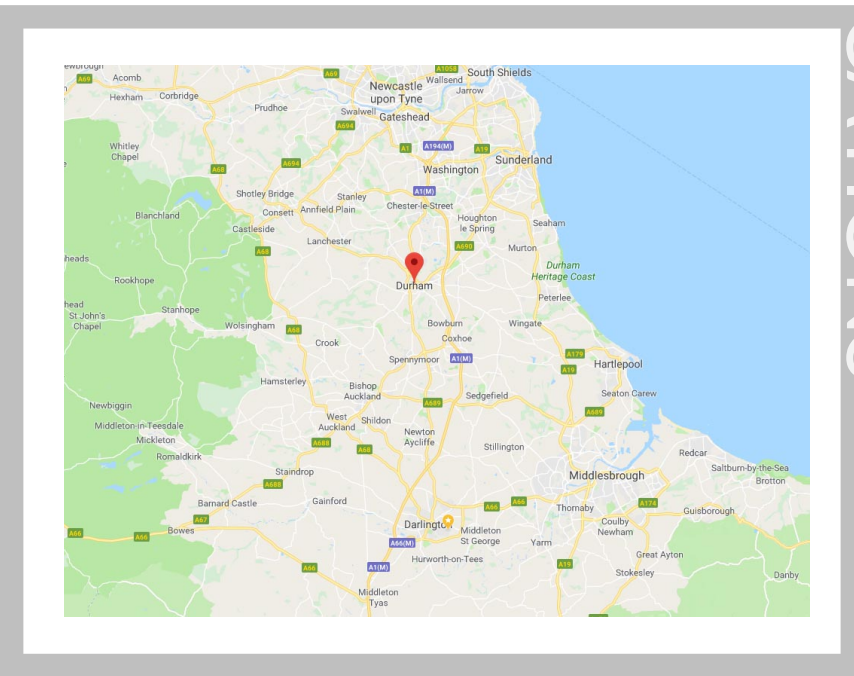 ewbrough
A69
Acomb
Hexham
Corbridge
Prudhoe
A69
A1058
South Shields
Wallsend
Newcastle
upon Tyne
Jarrow
Swalwell
Gateshead
A694
Whitley
Chapel
A1
A194(M)
A19
Sunderland
A68
A694
Washington
Shotley Bridge
Stanley
A1(M)
Consett
Annfield Plain
Chester-le-Street
Blanchland
Castleside
Houghton
le Spring
Seaham
Lanchester
A68
A690
Murton
heads
Durham
Heritage Coast
Rookhope
Durham
Peterlee
head
St John's
Chapel
Stanhope
Wolsingham
A68
Bowburn
Wingate
Crook
Coxhoe
Spennymoor
A1(M)
A179
A19
Hartlepool
Hamsterley
Bishop
Auckland
Sedgefield
Seaton Carew
A689
A689
Newbiggin
West
Auckland
Shildon
Middleton-in-Teesdale
Newton
Aycliffe
Mickleton
A688
A68
Stillington
Romaldkirk
Redcar
Staindrop
Middlesbrough
Saltburn-by-the-Sea
A688
Brotton
Barnard Castle
Gainford
A66
A66
Thornaby
A174
Guisborough
A67
Darlington
Coulby
Newham
A66
A66
Bowes
Middleton
St George
A66(M)
Yarm
Great Ayton
Hurworth-on-Tees
A66
A1(M)
A19
Stokesley
Danby
Middleton
Tyas